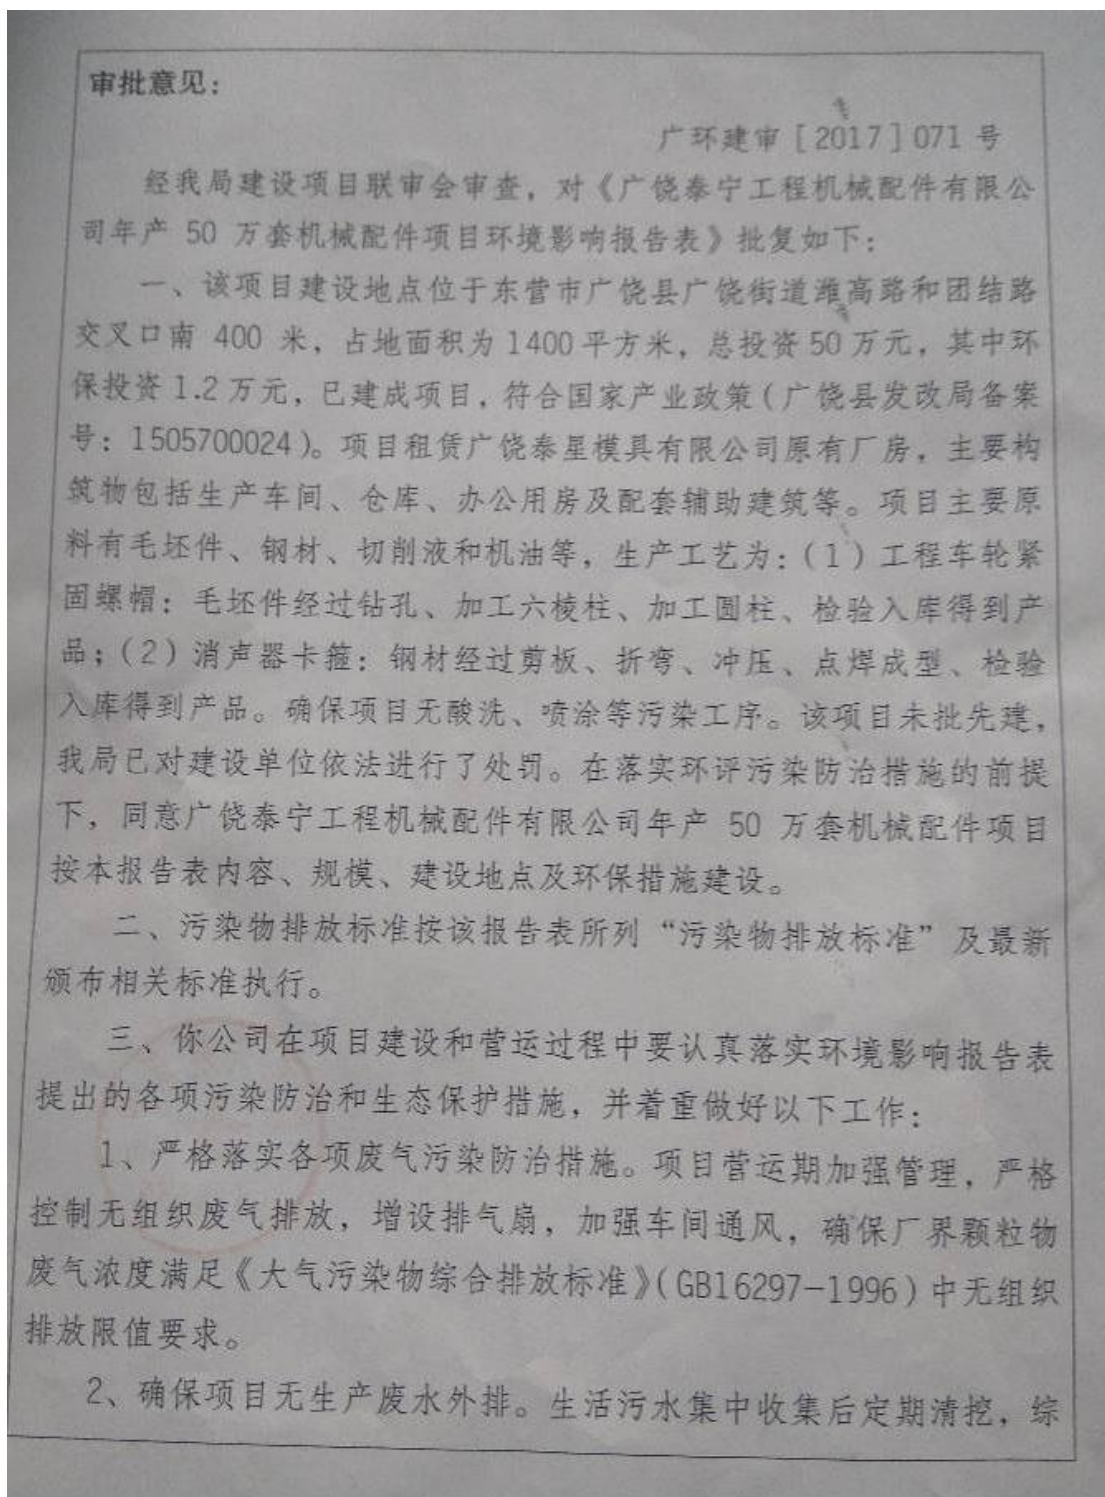 审批意见：
广环建审［2017］071 号
经我局建设项目联审会审查，对《广饶泰宁工程机械配件有限公
司年产 50 万套机械配件项目环境影响报告表》批复如下：
一、该项目建设地点位于东营市广饶县广饶街道潍高路和团结路
交叉口南 400 米，占地面积为1400平方米，总投资50万元，其中环
保投资1.2万元，已建成项目，符合国家产业政策（广饶县发改局备案
号：1505700024）。项目租赁广饶泰星模具有限公司原有厂房，主要构
筑物包括生产车间、仓库、办公用房及配套辅助建筑等。项目主要原
料有毛坯件、钢材、切削液和机油等，生产工艺为：（1）工程车轮紧
固螺帽：毛坯件经过钻孔、加工六棱柱、加工圆柱、检验入库得到产
品；（2）消声器卡箍：钢材经过剪板、折弯、冲压、点焊成型、检验
入库得到产品。确保项目无酸洗、喷涂等污染工序。该项目未批先建，
我局已对建设单位依法进行了处罚。在落实环评污染防治措施的前提
下，同意广饶泰宁工程机械配件有限公司年产 50 万套机械配件项目
按本报告表内容、规模、建设地点及环保措施建设。
二、污染物排放标准按该报告表所列“污染物排放标准”及最新
颁布相关标准执行。
三、你公司在项目建设和营运过程中要认真落实环境影响报告表
提出的各项污染防治和生态保护措施，并着重做好以下工作：
1、严格落实各项废气污染防治措施。项目营运期加强管理，严格
控制无组织废气排放，增设排气扇，加强车间通风，确保厂界颗粒物
废气浓度满足《大气污染物综合排放标准》（GB16297-1996）中无组织
排放限值要求。
2、确保项目无生产废水外排。生活污水集中收集后定期清挖，综